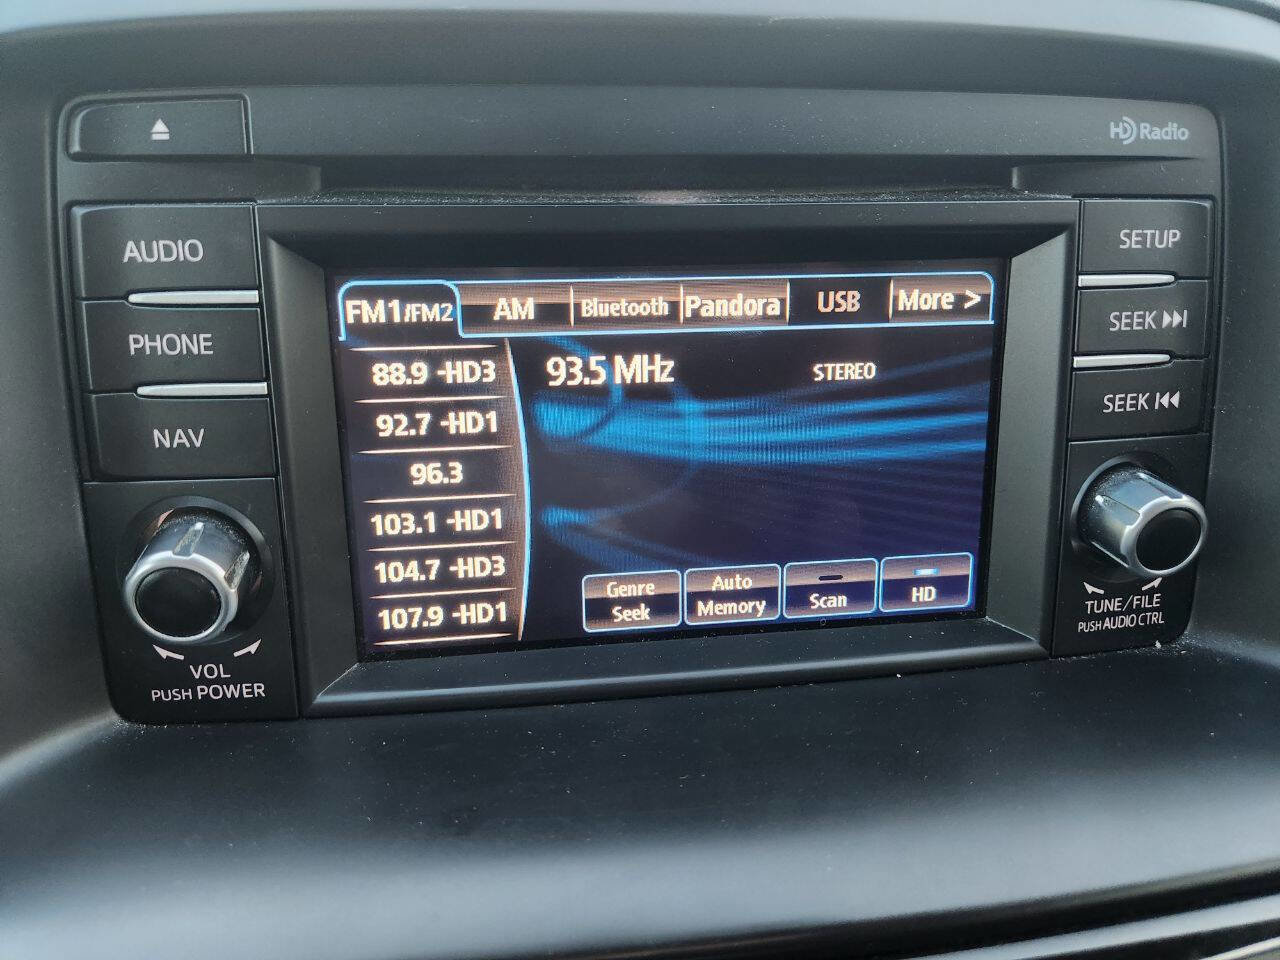 HD Radio
AUDIO
PHONE
NAV
VOL
PUSH POWER
FM1/FM2
AM
Bluetooth
Pandora
USB
More >
88.9 -HD3
92.7 -HD1
96.3
103.1 -HD1
104.7 -HD3
107.9 -HD1
93.5 MHz
STEREO
Genre
Seek
Auto
Memory
Scan
HD
SETUP
SEEK
SEEK
TUNE/FILE
PUSH AUDIO CTRL